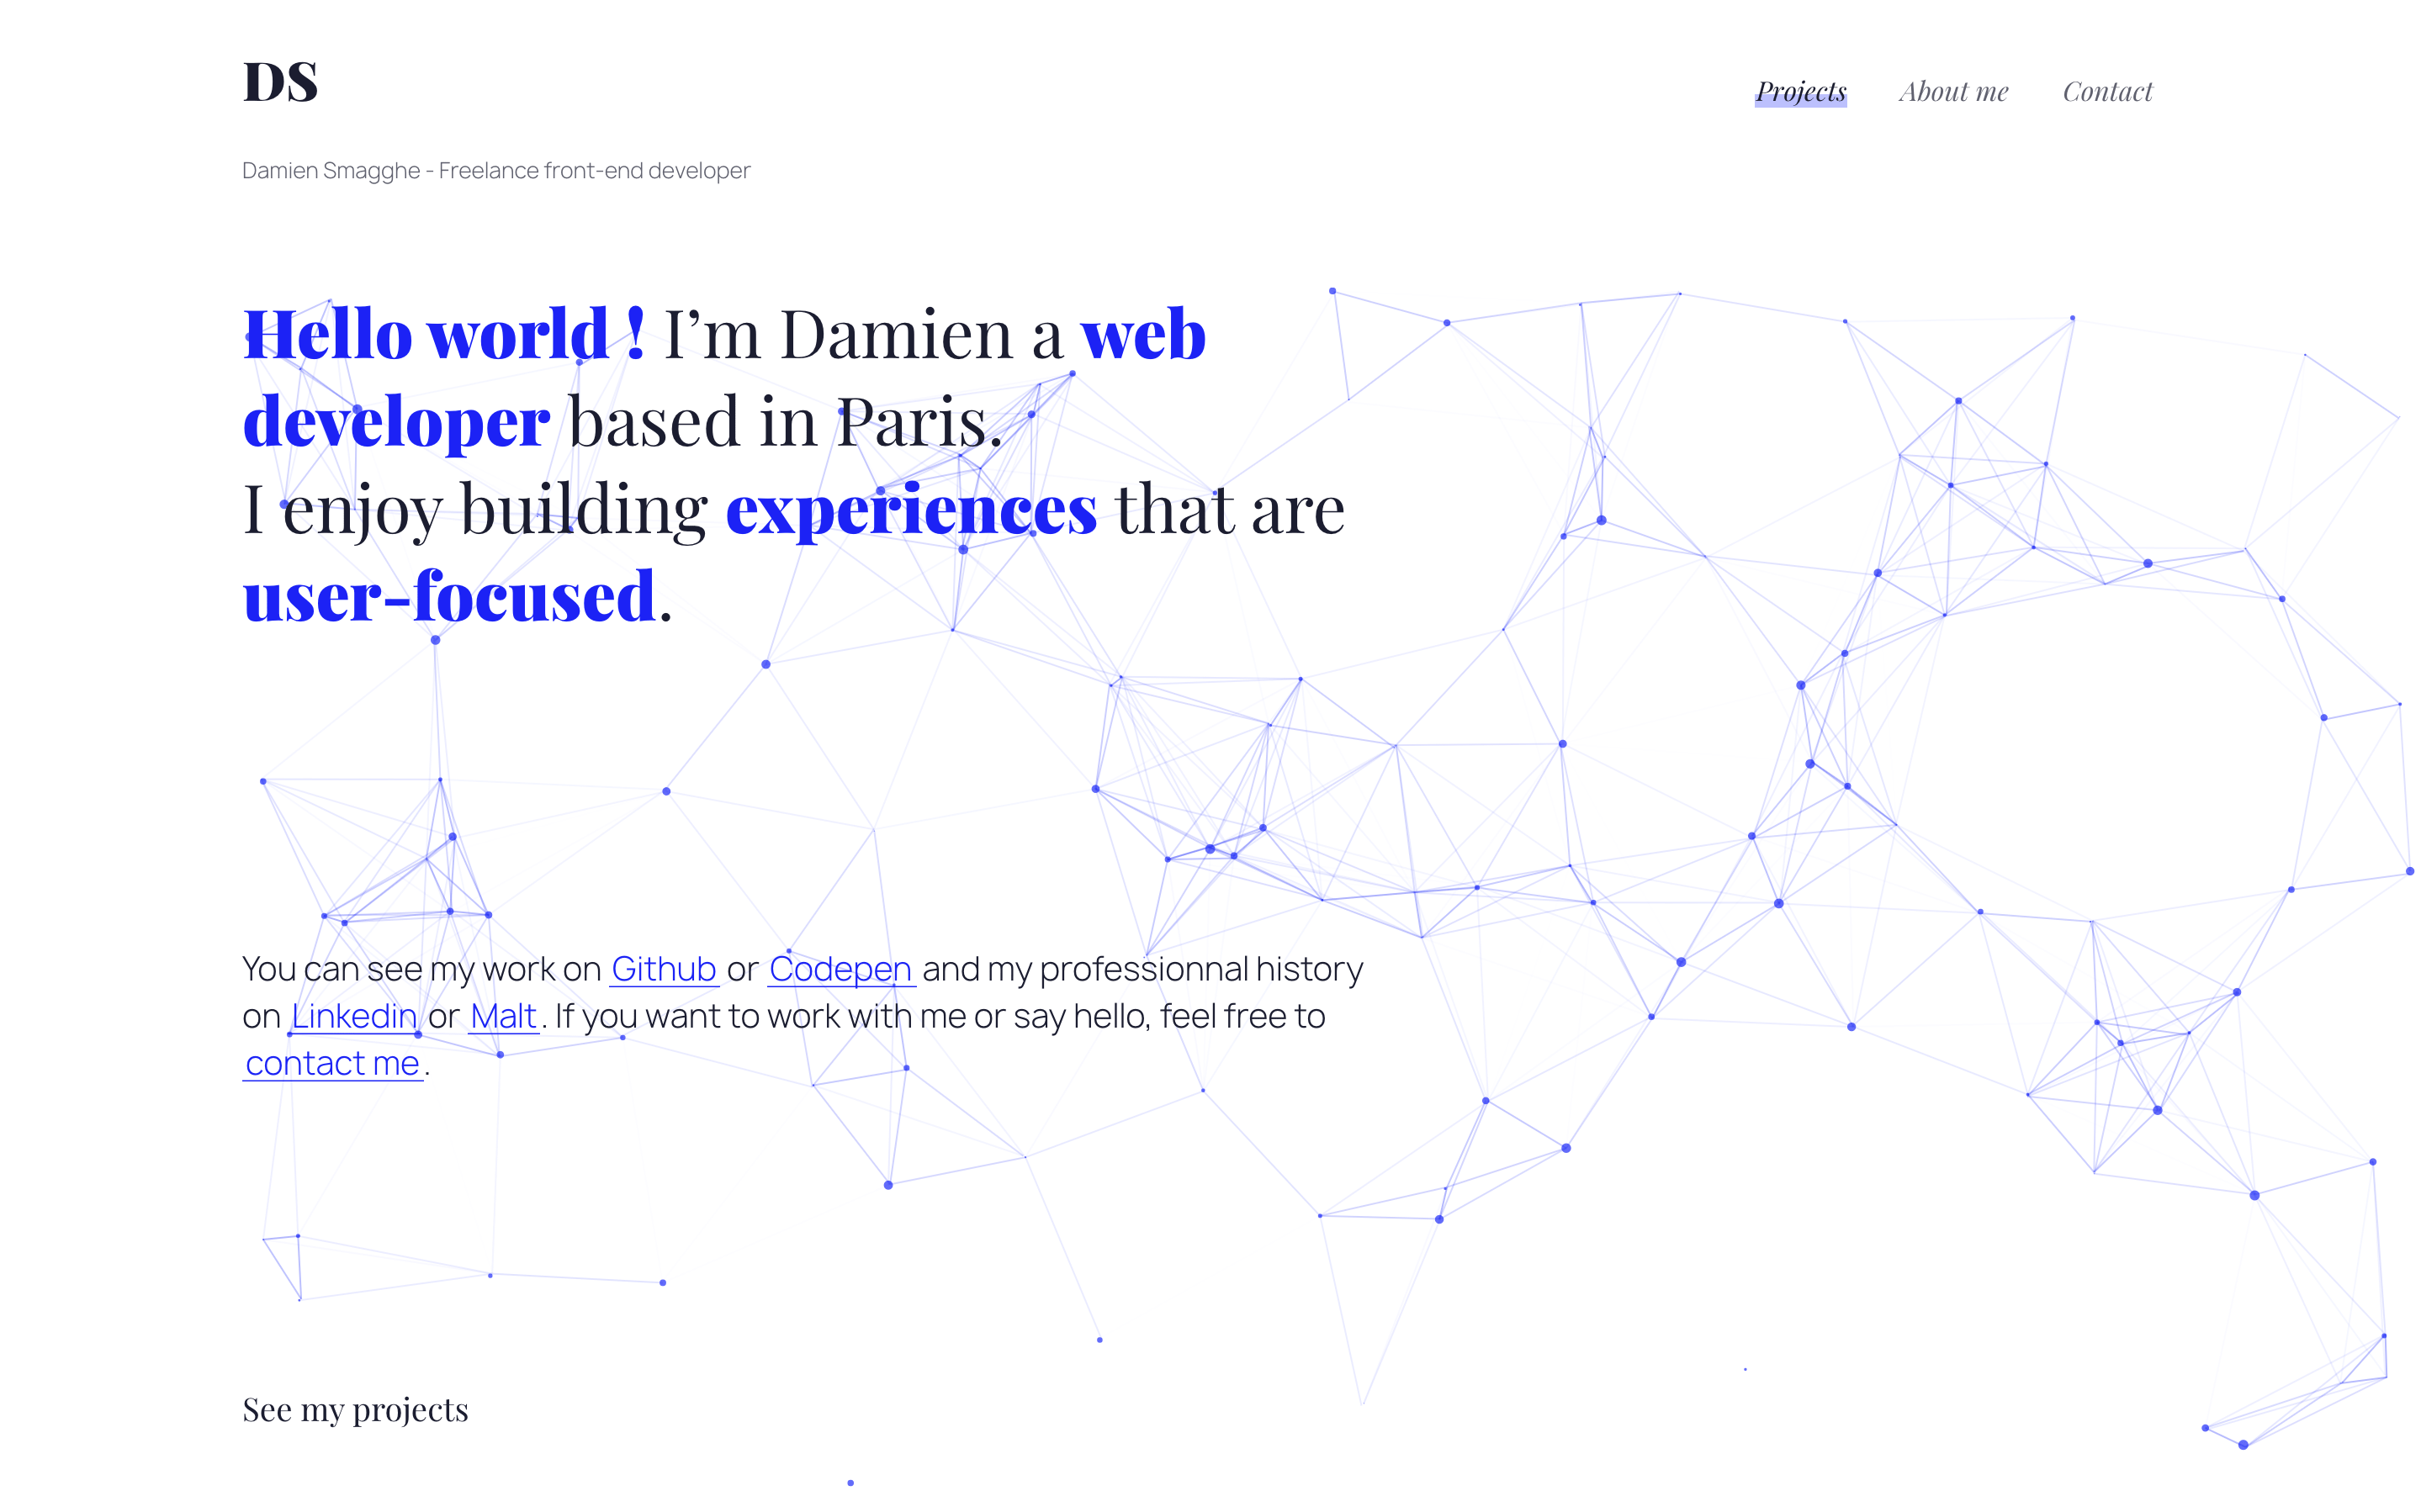 DS
Projects About me Contact
Damien Smagghe - Freelance front-end developer
Hello world ! I’m Damien a web
developer based in Paris.
I enjoy building experiences that are
user-focused.
You can see my work on Github or Codepen and my professionnal history
on Linkedin or Malt. If you want to work with me or say hello, feel free to
contact me.
See my projects